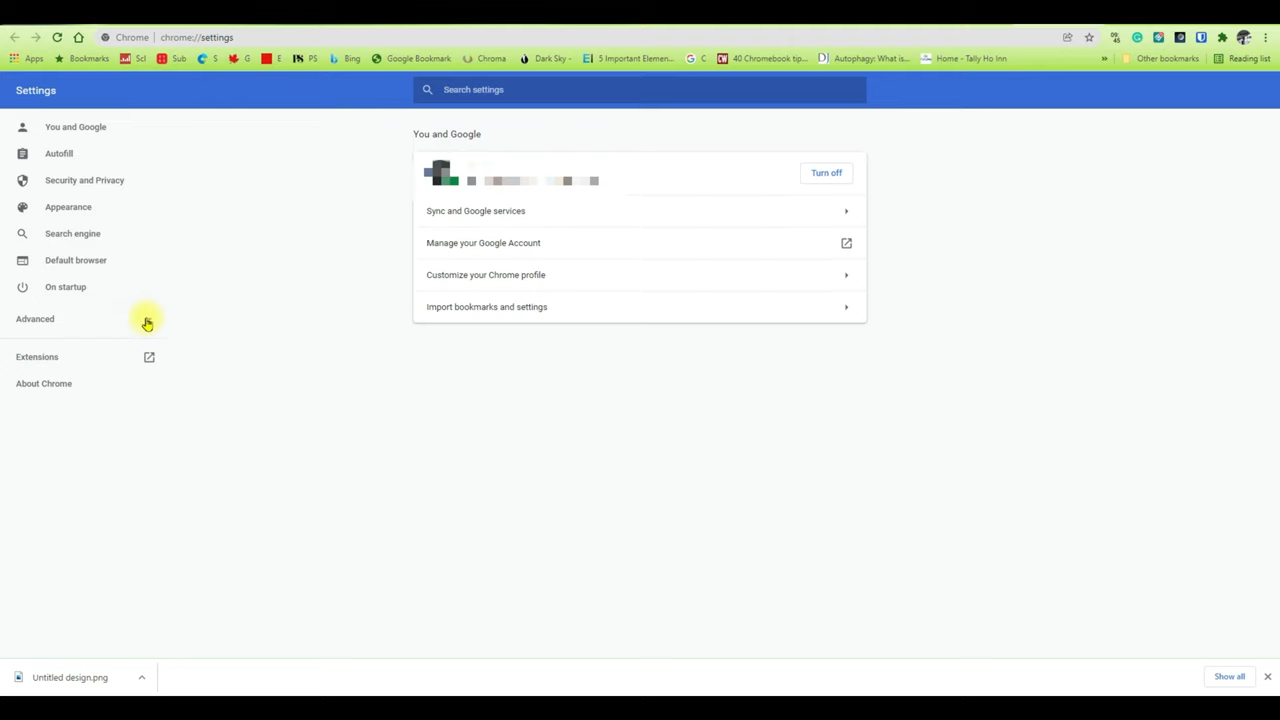 Chrome | chrome://settings
09:45
Apps Bookmarks Scl Sub S G E PS Bing Google Bookmark Chroma Dark Sky - 5 Important Elemen... C 40 Chromebook tip... Autophagy: What is... Home - Tally Ho Inn » Other bookmarks Reading list
Settings
Search settings
You and Google
Autofill
Security and Privacy
Appearance
Search engine
Default browser
On startup
Advanced
Extensions
About Chrome
You and Google
Turn off
Sync and Google services
Manage your Google Account
Customize your Chrome profile
Import bookmarks and settings
Untitled design.png
Show all